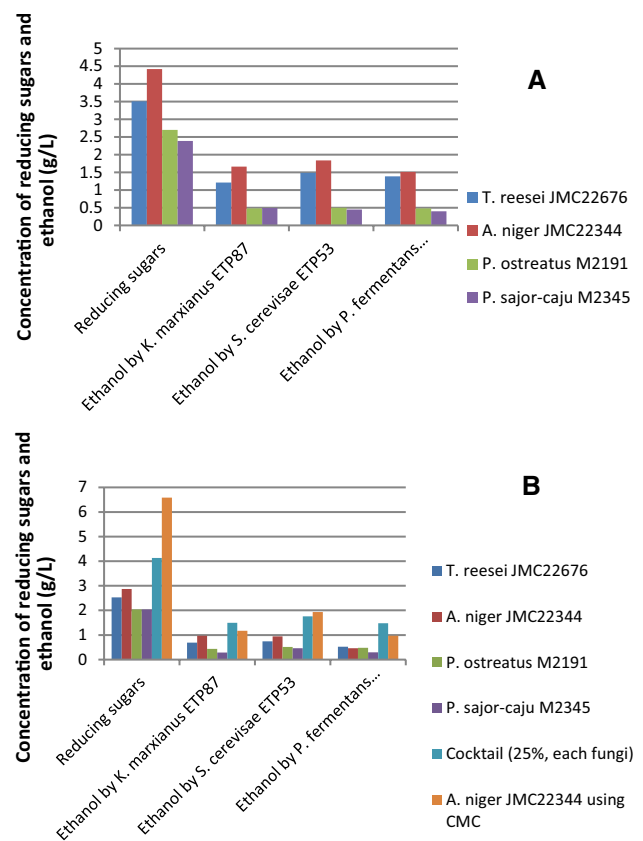 Concentration of reducing sugars and
ethanol (g/L)
5
4.5
4
3.5
3
2.5
2
1.5
1
0.5
0
Reducing sugars
Ethanol by K. marxianus ETP87
Ethanol by S. cerevisae ETP53
Ethanol by P. fermentans...
A
T. reesei JMC22676
A. niger JMC22344
P. ostreatus M2191
P. sajor-caju M2345
Concentration of reducing sugars and
ethanol (g/L)
7
6
5
4
3
2
1
0
Reducing sugars
Ethanol by K. marxianus ETP87
Ethanol by S. cerevisae ETP53
Ethanol by P. fermentans...
B
T. reesei JMC22676
A. niger JMC22344
P. ostreatus M2191
P. sajor-caju M2345
Cocktail (25%, each fungi)
A. niger JMC22344 using
CMC